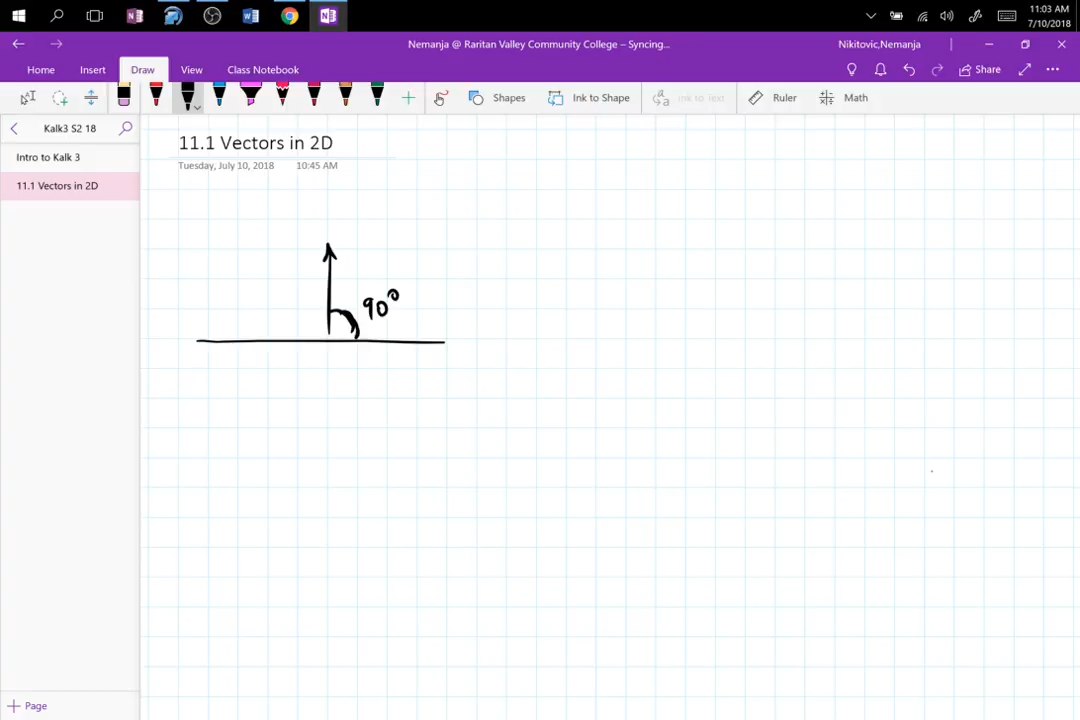 11:03 AM
7/10/2018
Nemanja @ Raritan Valley Community College – Syncing...
Nikitovic,Nemanja
Home
Insert
Draw
View
Class Notebook
Share
Shapes
Ink to Shape
Ink to Text
Ruler
Math
Kalk3 S2 18
Intro to Kalk 3
11.1 Vectors in 2D
11.1 Vectors in 2D
Tuesday, July 10, 2018 10:45 AM
90°
Page